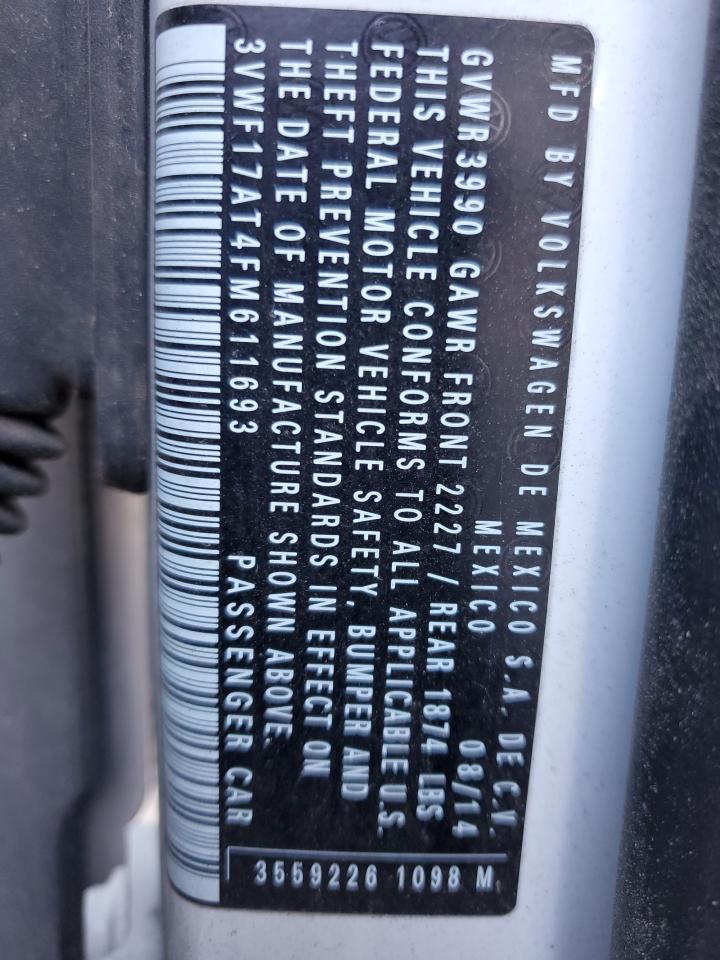 MFD BY VOLKSWAGEN DE MEXICO S.A. DE C.V.
MEXICO 08/14
GVWR 3990 GAWR FRONT 2227 / REAR 1874 LBS
THIS VEHICLE CONFORMS TO ALL APPLICABLE U.S.
FEDERAL MOTOR VEHICLE SAFETY, BUMPER AND
THEFT PREVENTION STANDARDS IN EFFECT ON
THE DATE OF MANUFACTURE SHOWN ABOVE.
3VWF17AT4FM611693 PASSENGER CAR
3559226 1098 M